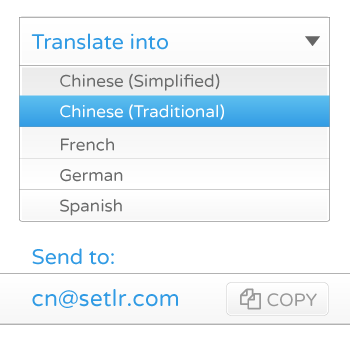 Translate into
Chinese (Simplified)
Chinese (Traditional)
French
German
Spanish
Send to:
cn@setlr.com
COPY